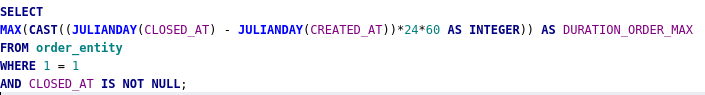 SELECT
MAX(CAST((JULIANDAY(CLOSED_AT) - JULIANDAY(CREATED_AT))*24*60 AS INTEGER)) AS DURATION_ORDER_MAX
FROM order_entity
WHERE 1 = 1
AND CLOSED_AT IS NOT NULL;